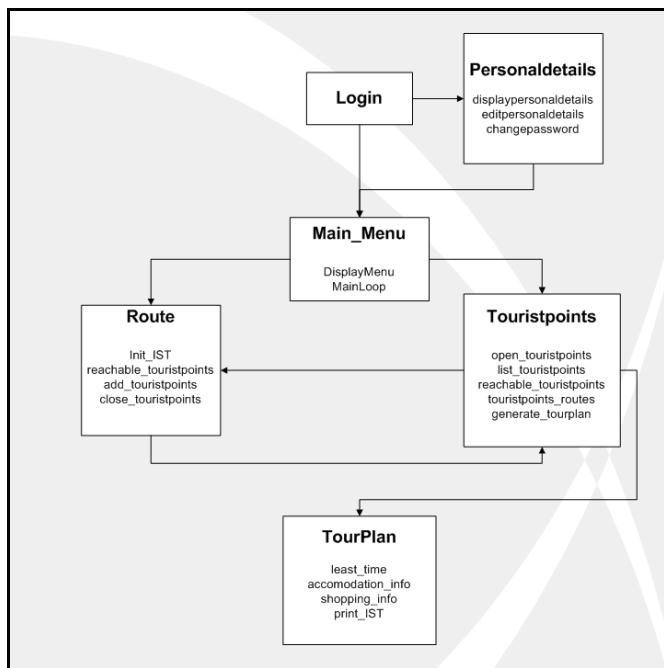 Personaldetails
displaypersonaldetails
editpersonaldetails
changepassword
Login
Main_Menu
DisplayMenu
MainLoop
Route
Init_IST
reachable_touristpoints
add_touristpoints
close_touristpoints
Touristpoints
open_touristpoints
list_touristpoints
reachable_touristpoints
touristpoints_routes
generate_tourplan
TourPlan
least_time
accomodation_info
shopping_info
print_IST